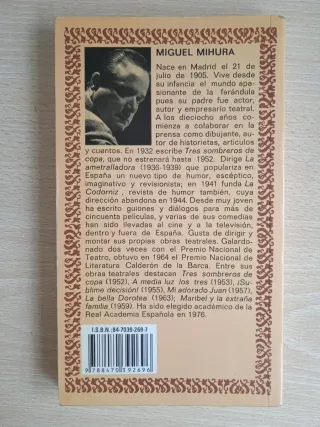 MIGUEL MIHURA
Nace en Madrid el 21 de
julio de 1905. Vive desde
su infancia el mundo apa-
sionante de la farándula
pues su padre fue actor,
autor y empresario teatral.
A los dieciocho años co-
mienza a colaborar en la
prensa como dibujante, au-
tor de historietas, artículos
y cuentos. En 1932 escribe Tres sombreros de
copa, que no estrenará hasta 1952. Dirige La
ametralladora (1936-1939) que populariza en
España un nuevo tipo de humor, escéptico,
imaginativo y revisionista; en 1941 funda La
Codorniz, revista de humor también, cuya
dirección abandona en 1944. Desde muy joven
ha escrito guiones y diálogos para más de
cincuenta películas, y varias de sus comedias
han sido llevadas al cine y a la televisión,
dentro y fuera de España. Gusta de dirigir y
montar sus propias obras teatrales. Galardo-
nado dos veces con el Premio Nacional de
Teatro, obtuvo en 1964 el Premio Nacional de
Literatura Calderón de la Barca. Entre sus
obras teatrales destacan Tres sombreros de
copa (1952), A media luz los tres (1953), ¡Su-
blime decisión! (1955), Mi adorado Juan (1957),
La bella Dorotea (1963); Maribel y la extraña
familia (1959). Ha sido elegido académico de la
Real Academia Española en 1976.
I.S.B.N.: 84-7039-269-7
9 788470 392696